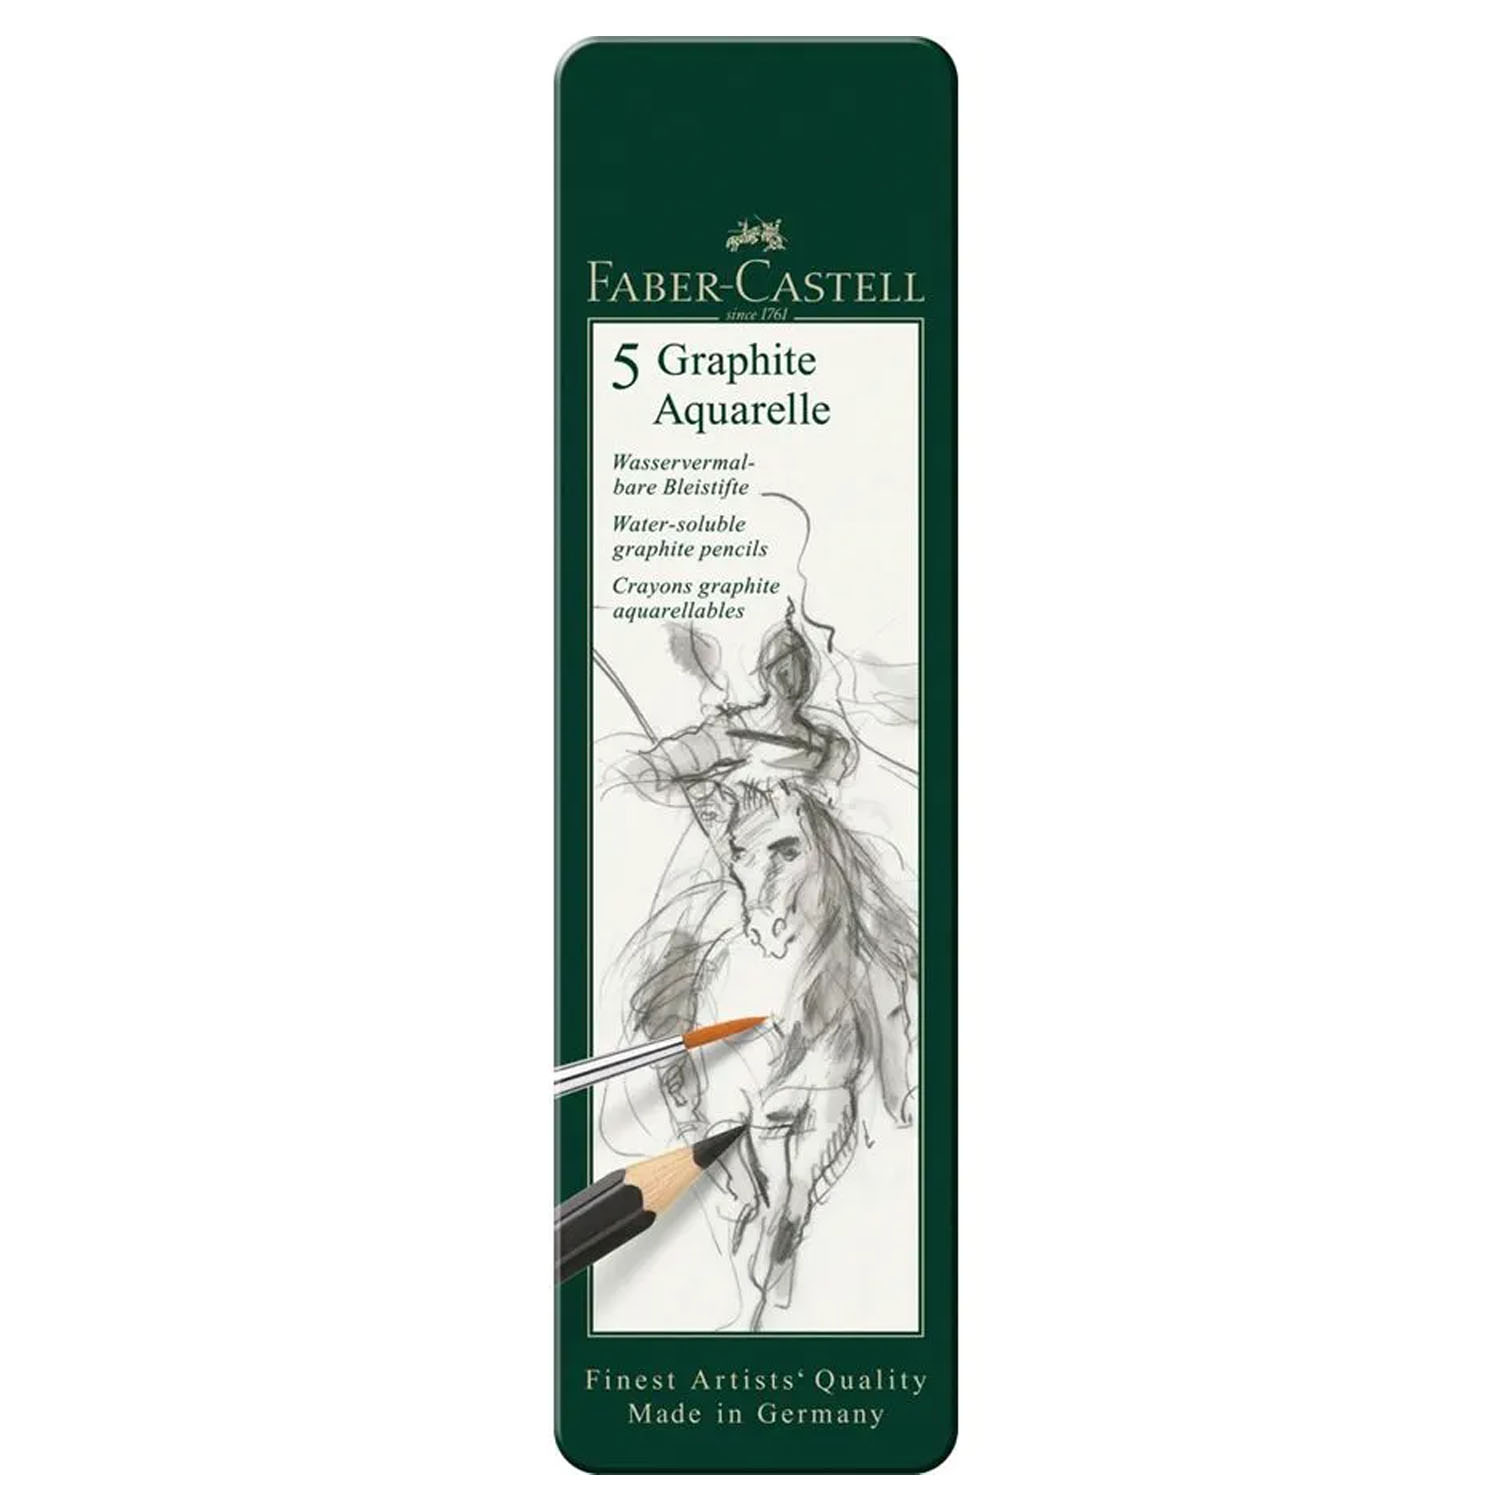 FABER-CASTELL
since 1761
5 Graphite
Aquarelle
Wasservermal-
bare Bleistifte
Water-soluble
graphite pencils
Crayons graphite
aquarellables
Finest Artists‘ Quality
Made in Germany